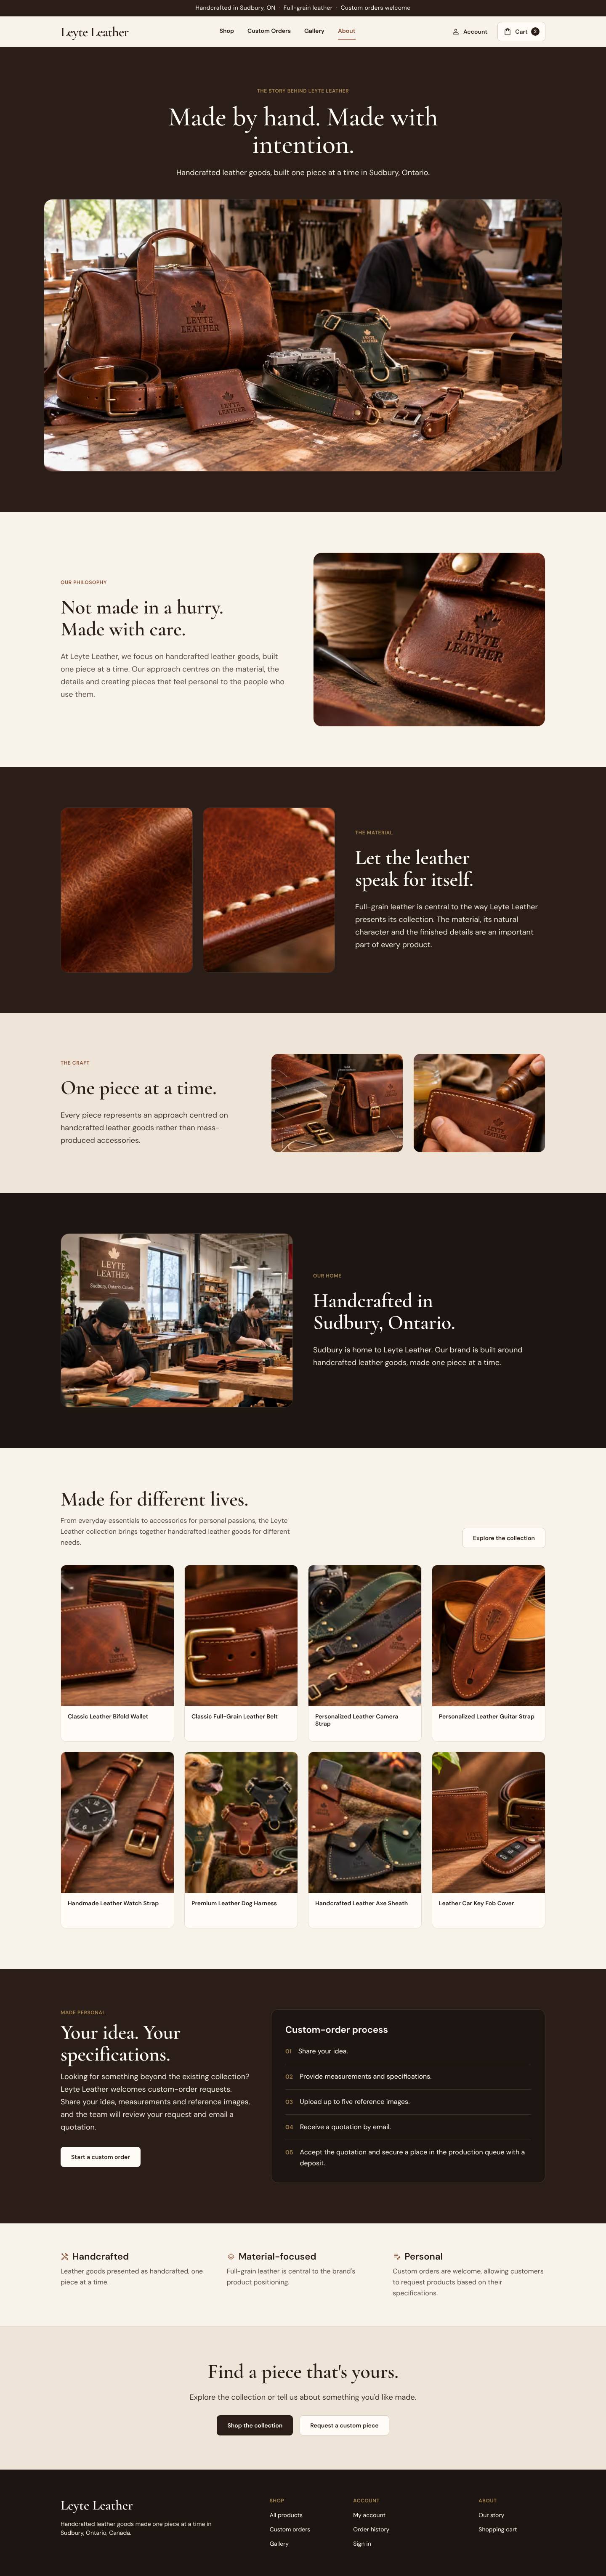 Handcrafted in Sudbury, ON · Full-grain leather · Custom orders welcome
Leyte Leather
Shop
Custom Orders
Gallery
About
Account
Cart 2
THE STORY BEHIND LEYTE LEATHER
Made by hand. Made with
intention.
Handcrafted leather goods, built one piece at a time in Sudbury, Ontario.
LEYTE
LEATHER
LEYTE
LEATHER
LEYTE
LEATHER
OUR PHILOSOPHY
Not made in a hurry.
Made with care.
At Leyte Leather, we focus on handcrafted leather goods, built
one piece at a time. Our approach centres on the material, the
details and creating pieces that feel personal to the people who
use them.
LEYTE
LEATHER
THE MATERIAL
Let the leather
speak for itself.
Full-grain leather is central to the way Leyte Leather
presents its collection. The material, its natural
character and the finished details are an important
part of every product.
THE CRAFT
One piece at a time.
Every piece represents an approach centred on
handcrafted leather goods rather than mass-
produced accessories.
LEYTE
LEATHER
LEYTE
LEATHER
Sudbury, Ontario, Canada
OUR HOME
Handcrafted in
Sudbury, Ontario.
Sudbury is home to Leyte Leather. Our brand is built around
handcrafted leather goods, made one piece at a time.
Made for different lives.
From everyday essentials to accessories for personal passions, the Leyte
Leather collection brings together handcrafted leather goods for different
needs.
Explore the collection
Classic Leather Bifold Wallet
Classic Full-Grain Leather Belt
Personalized Leather Camera
Strap
Personalized Leather Guitar Strap
Handmade Leather Watch Strap
Premium Leather Dog Harness
Handcrafted Leather Axe Sheath
Leather Car Key Fob Cover
MADE PERSONAL
Your idea. Your
specifications.
Looking for something beyond the existing collection?
Leyte Leather welcomes custom-order requests.
Share your idea, measurements and reference images,
and the team will review your request and email a
quotation.
Start a custom order
Custom-order process
01 Share your idea.
02 Provide measurements and specifications.
03 Upload up to five reference images.
04 Receive a quotation by email.
05 Accept the quotation and secure a place in the production queue with a
deposit.
Handcrafted
Leather goods presented as handcrafted, one
piece at a time.
Material-focused
Full-grain leather is central to the brand's
product positioning.
Personal
Custom orders are welcome, allowing customers
to request products based on their
specifications.
Find a piece that's yours.
Explore the collection or tell us about something you'd like made.
Shop the collection
Request a custom piece
Leyte Leather
Handcrafted leather goods made one piece at a time in
Sudbury, Ontario, Canada.
SHOP
All products
Custom orders
Gallery
ACCOUNT
My account
Order history
Sign in
ABOUT
Our story
Shopping cart